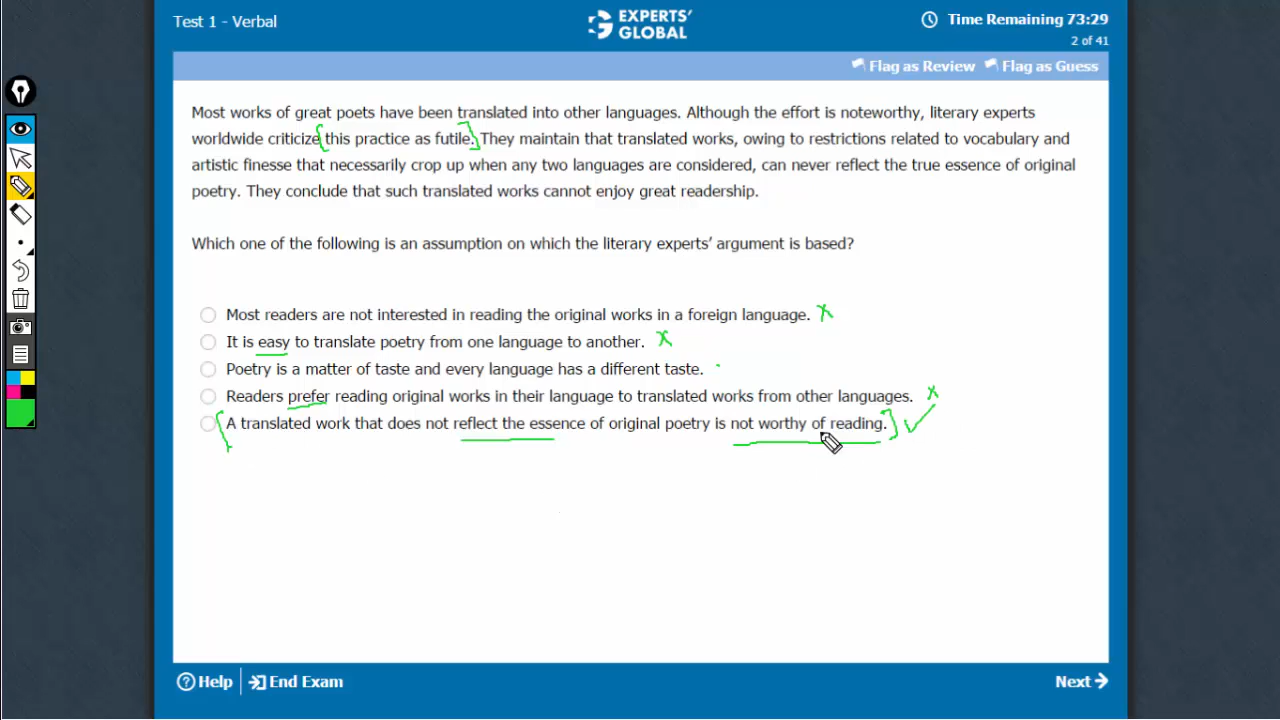 Test 1 - Verbal
EXPERTS'
GLOBAL
Time Remaining 73:29
2 of 41
Flag as Review
Flag as Guess
Most works of great poets have been translated into other languages. Although the effort is noteworthy, literary experts
worldwide criticize this practice as futile. They maintain that translated works, owing to restrictions related to vocabulary and
artistic finesse that necessarily crop up when any two languages are considered, can never reflect the true essence of original
poetry. They conclude that such translated works cannot enjoy great readership.
Which one of the following is an assumption on which the literary experts' argument is based?
Most readers are not interested in reading the original works in a foreign language.
It is easy to translate poetry from one language to another.
Poetry is a matter of taste and every language has a different taste.
Readers prefer reading original works in their language to translated works from other languages.
A translated work that does not reflect the essence of original poetry is not worthy of reading.
Help
End Exam
Next